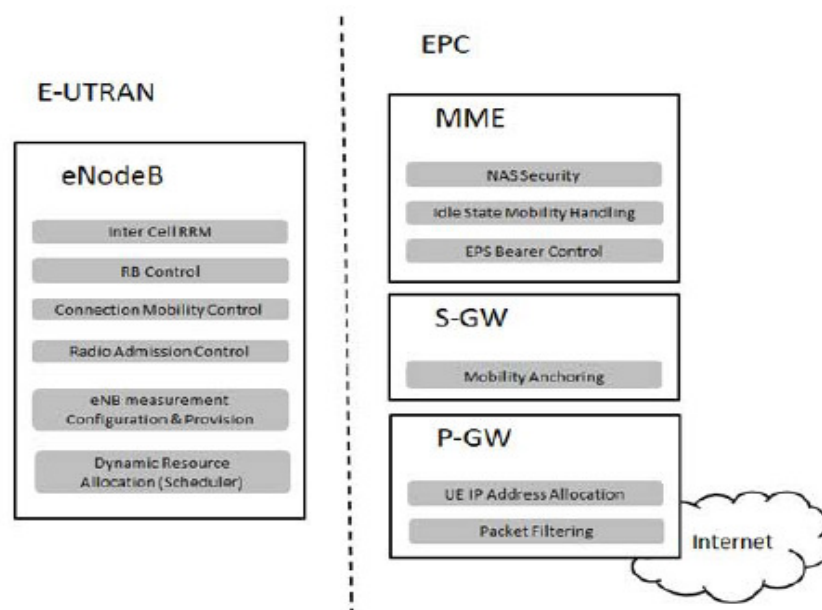 E-UTRAN
eNodeB
Inter Cell RRM
RB Control
Connection Mobility Control
Radio Admission Control
eNB measurement
Configuration & Provision
Dynamic Resource
Allocation (Scheduler)
EPC
MME
NAS Security
Idle State Mobility Handling
EPS Bearer Control
S-GW
Mobility Anchoring
P-GW
UE IP Address Allocation
Packet Filtering
Internet